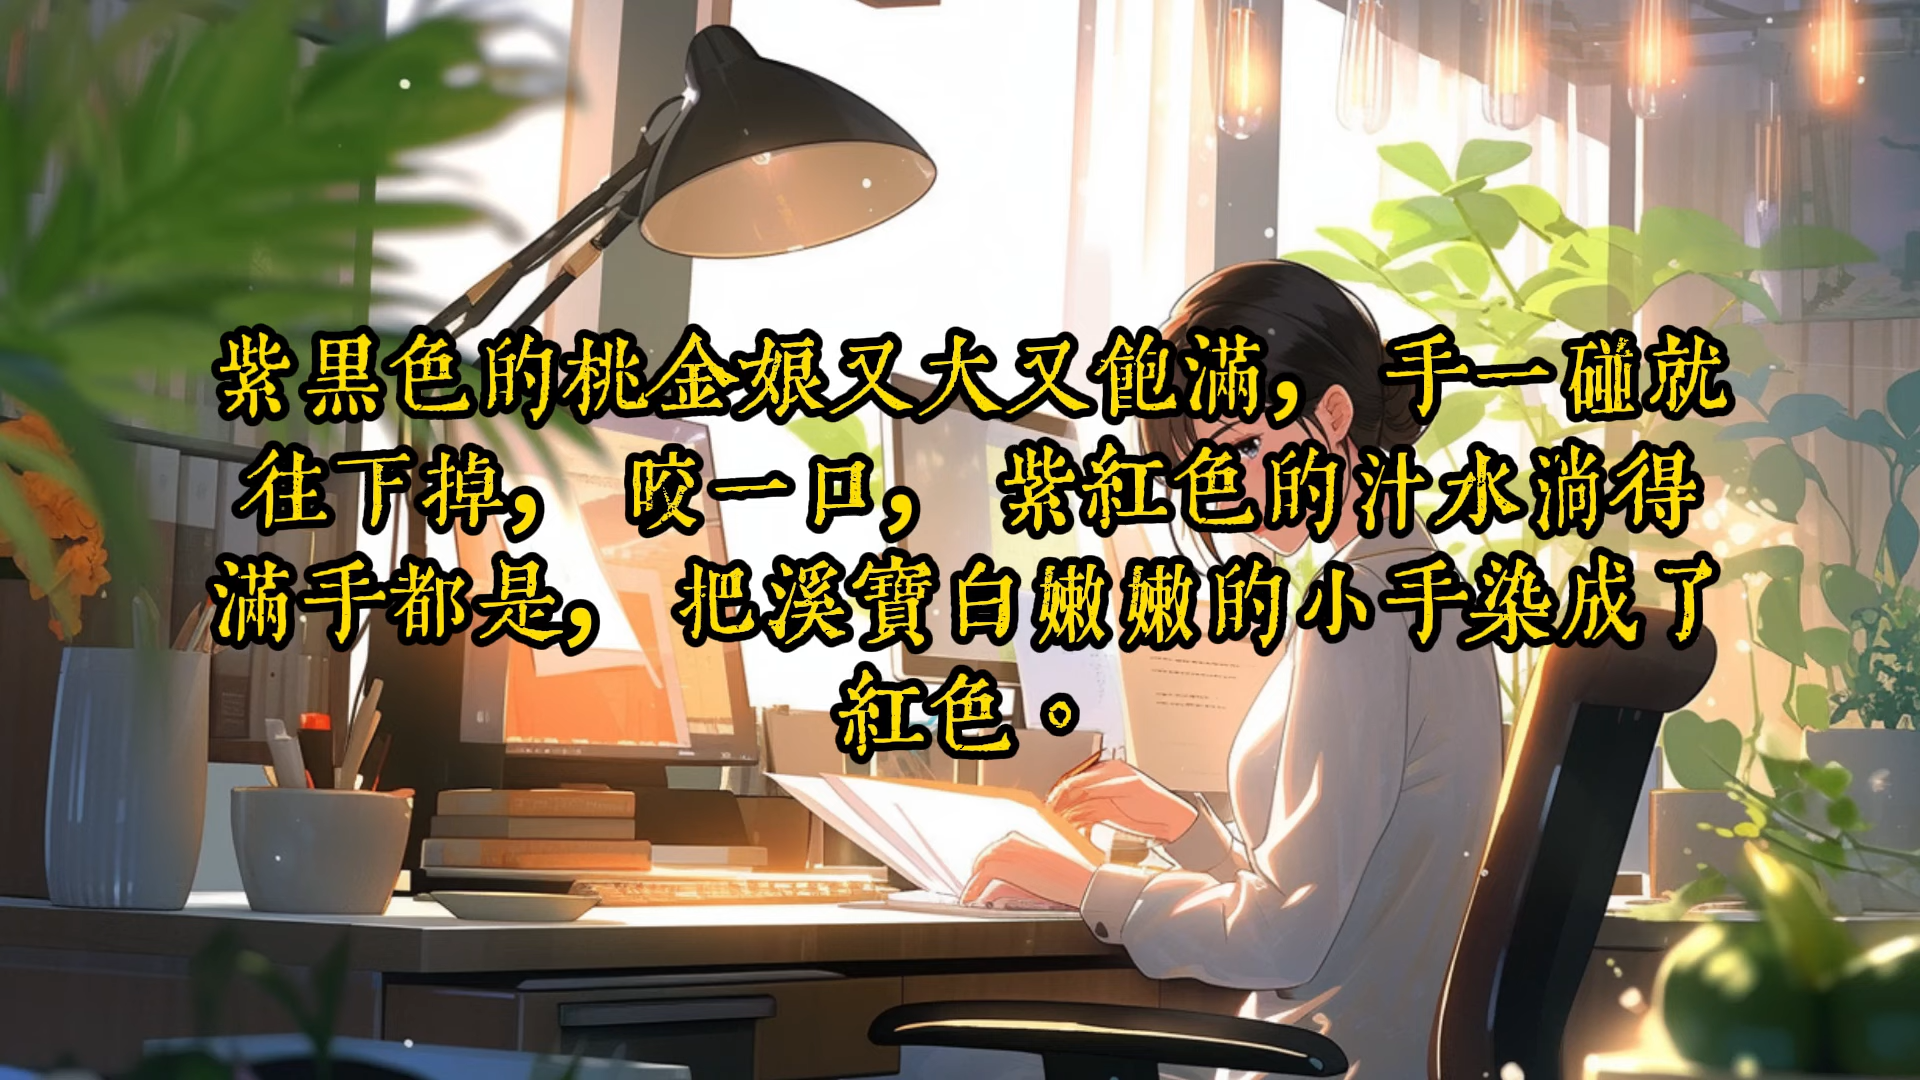 紫黑色的桃金娘又大又飽滿，手一碰就
往下掉，咬一口，紫紅色的汁水淌得
滿手都是，把溪寶白嫩嫩的小手染成了
紅色。